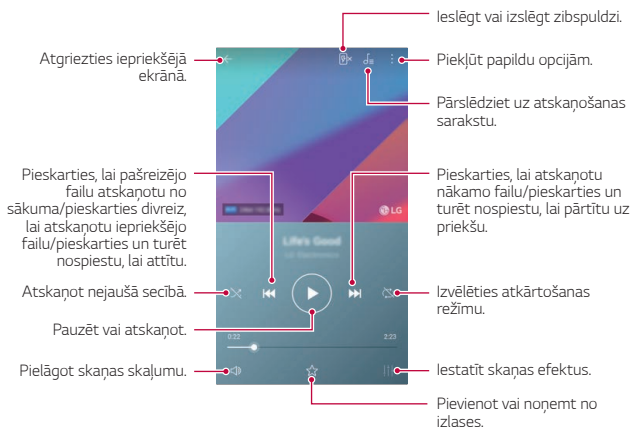 Ieslēgt vai izslēgt zibspuldzi.
Atgriezties iepriekšējā
ekrānā.
Piekļūt papildu opcijām.
Pārslēdziet uz atskaņošanas
sarakstu.
Pieskarties, lai pašreizējo
failu atskaņotu no
sākuma/pieskarties divreiz,
lai atskaņotu iepriekšējo
failu/pieskarties un turēt
nospiestu, lai attītu.
Pieskarties, lai atskaņotu
nākamo failu/pieskarties un
turēt nospiestu, lai pārtītu uz
priekšu.
LG
Life's Good
Atskaņot nejaušā secībā.
Izvēlēties atkārtošanas
režīmu.
Pauzēt vai atskaņot.
0:22
2:23
Pielāgot skaņas skaļumu.
Iestatīt skaņas efektus.
Pievienot vai noņemt no
izlases.